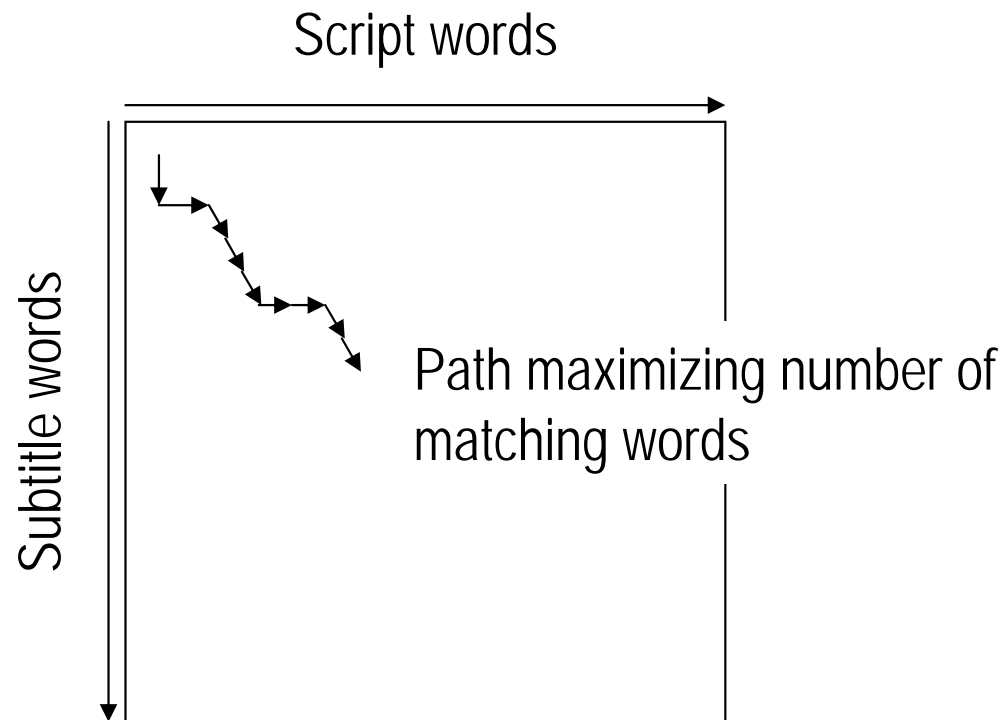 Script words
Subtitle words
Path maximizing number of
matching words